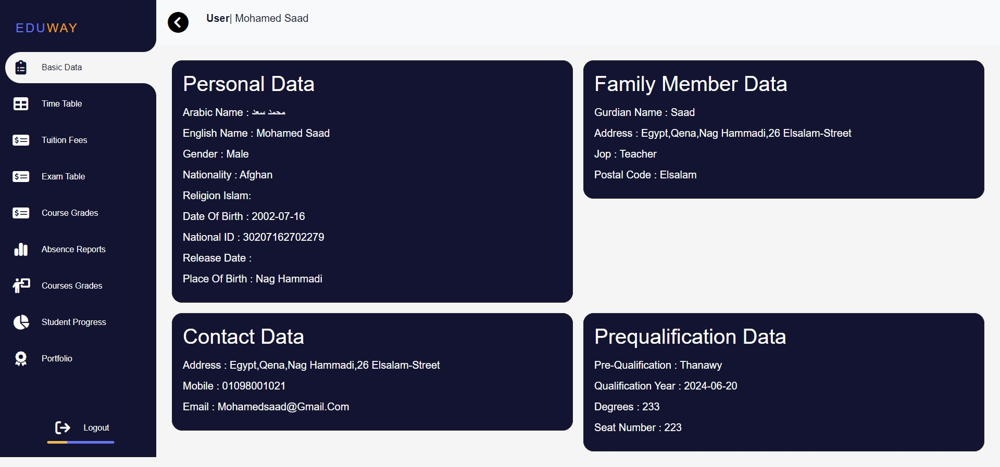 EDUWAY
Basic Data
Time Table
Tuition Fees
Exam Table
Course Grades
Absence Reports
Courses Grades
Student Progress
Portfolio
Logout
User| Mohamed Saad
Personal Data
Arabic Name : محمد سعد
English Name : Mohamed Saad
Gender : Male
Nationality : Afghan
Religion Islam:
Date Of Birth : 2002-07-16
National ID : 30207162702279
Release Date :
Place Of Birth : Nag Hammadi
Family Member Data
Gurdian Name : Saad
Address : Egypt,Qena,Nag Hammadi,26 Elsalam-Street
Jop : Teacher
Postal Code : Elsalam
Contact Data
Address : Egypt,Qena,Nag Hammadi,26 Elsalam-Street
Mobile : 01098001021
Email : Mohamedsaad@Gmail.Com
Prequalification Data
Pre-Qualification : Thanawy
Qualification Year : 2024-06-20
Degrees : 233
Seat Number : 223